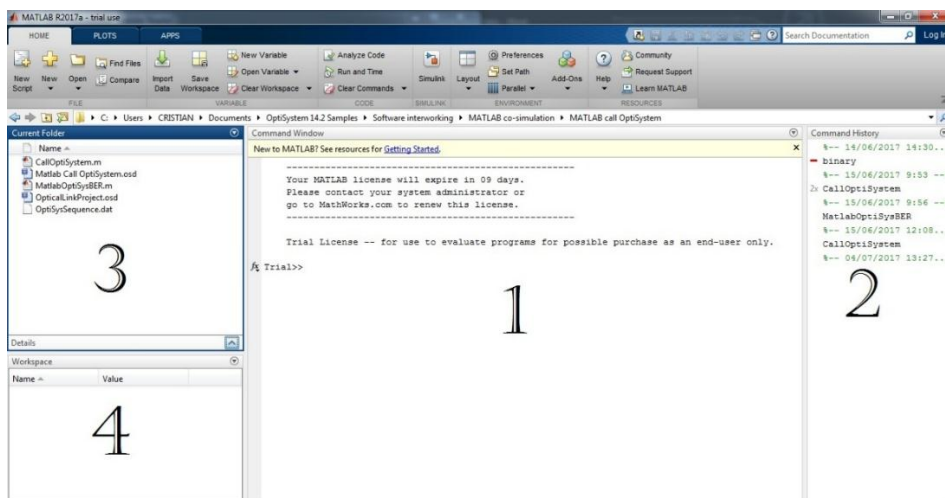 MATLAB R2017a - trial use
HOME PLOTS APPS Search Documentation Log In
New Script New Open Find Files Compare Import Data Save Workspace New Variable Open Variable Clear Workspace Analyze Code Run and Time Clear Commands Simulink Layout Preferences Set Path Parallel Add-Ons Help Community Request Support Learn MATLAB
FILE VARIABLE CODE SIMULINK ENVIRONMENT RESOURCES
C: Users CRISTIAN Documents OptiSystem 14.2 Samples Software interworking MATLAB co-simulation MATLAB call OptiSystem
Current Folder
Name
CallOptiSystem.m
Matlab Call OptiSystem.osd
MatlabOptiSysBER.m
OpticalLinkProject.osd
OptiSysSequence.dat
3
Details
Workspace
Name Value
4
Command Window
New to MATLAB? See resources for Getting Started.
----------------------------------------------------
Your MATLAB license will expire in 09 days.
Please contact your system administrator or
go to MathWorks.com to renew this license.
----------------------------------------------------
Trial License -- for use to evaluate programs for possible purchase as an end-user only.
fx Trial>>
1
Command History
%-- 14/06/2017 14:30..
binary
%-- 15/06/2017 9:53 --
2x CallOptiSystem
%-- 15/06/2017 9:56 --
MatlabOptiSysBER
%-- 15/06/2017 12:08..
CallOptiSystem
%-- 04/07/2017 13:27..
2